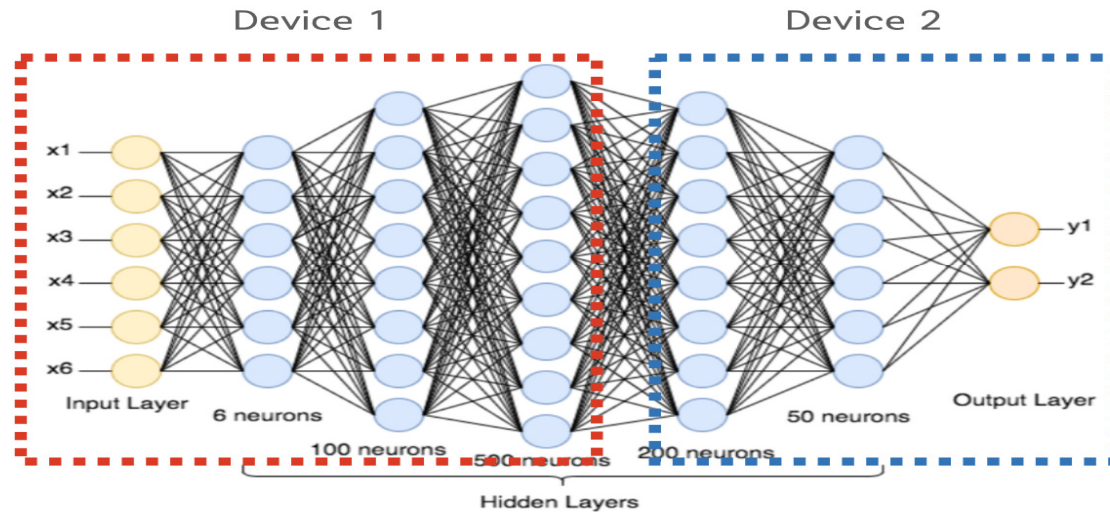 Device 1
Device 2
x1
x2
x3
x4
x5
x6
y1
y2
Input Layer
6 neurons
100 neurons
500 neurons
200 neurons
50 neurons
Output Layer
Hidden Layers